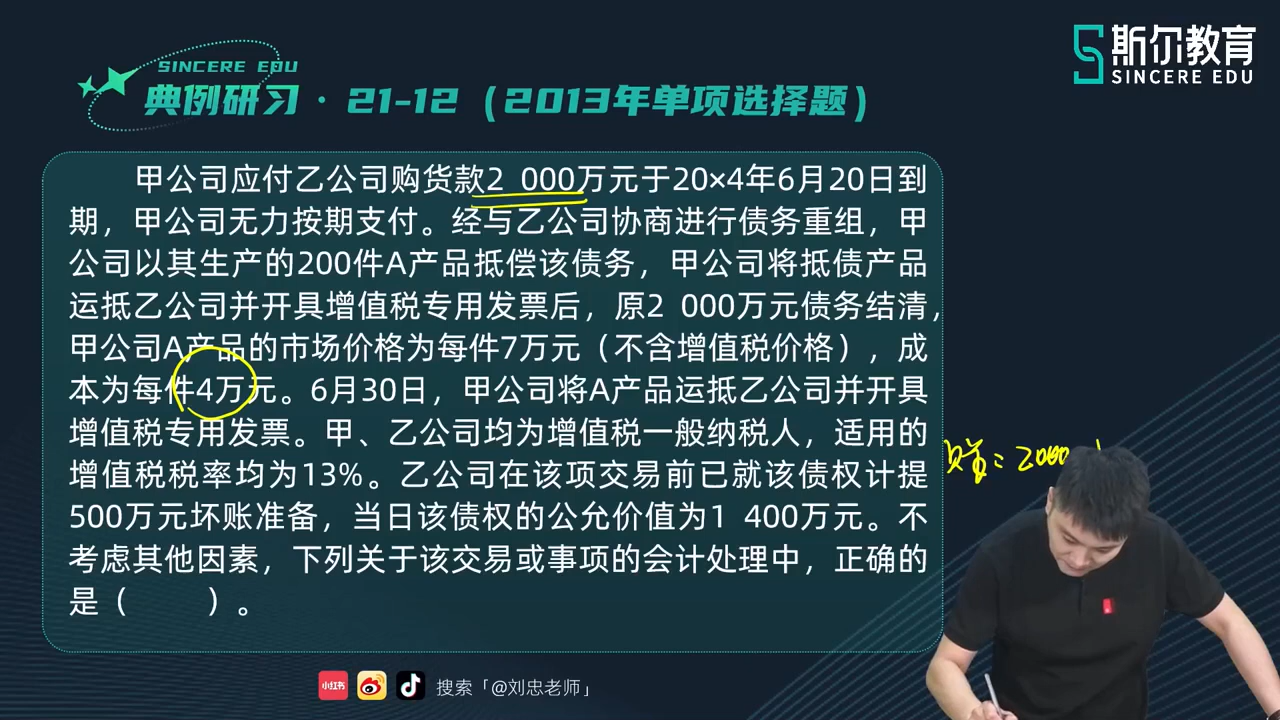 斯尔教育
SINCERE EDU
SINCERE EDU
典例研习·21-12（2013年单项选择题）
甲公司应付乙公司购货款2 000万元于20×4年6月20日到
期，甲公司无力按期支付。经与乙公司协商进行债务重组，甲
公司以其生产的200件A产品抵偿该债务，甲公司将抵债产品
运抵乙公司并开具增值税专用发票后，原2 000万元债务结清，
甲公司A产品的市场价格为每件7万元（不含增值税价格），成
本为每件4万元。6月30日，甲公司将A产品运抵乙公司并开具
增值税专用发票。甲、乙公司均为增值税一般纳税人，适用的
增值税税率均为13%。乙公司在该项交易前已就该债权计提
500万元坏账准备，当日该债权的公允价值为1 400万元。不
考虑其他因素，下列关于该交易或事项的会计处理中，正确的
是（ ）。
= 2000
小红书
搜索「@刘忠老师」